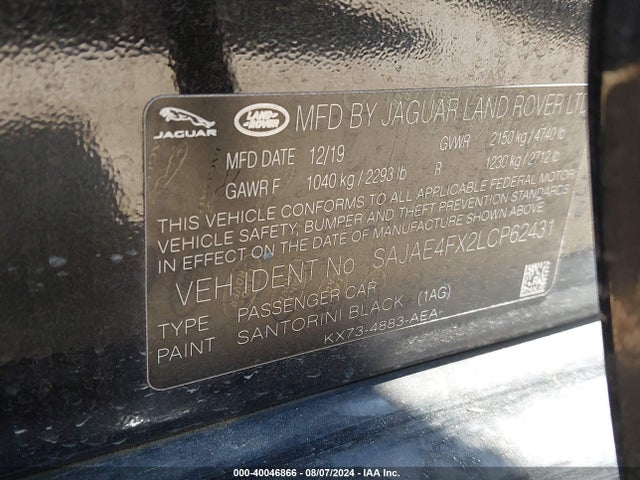 JAGUAR
LAND ROVER
MFD BY JAGUAR LAND ROVER LTD
MFD DATE 12/19 GVWR 2150 kg / 4740 lb
GAWR F 1040 kg / 2293 lb R 1230 kg / 2712 lb
THIS VEHICLE CONFORMS TO ALL APPLICABLE FEDERAL MOTOR
VEHICLE SAFETY, BUMPER AND THEFT PREVENTION STANDARDS
IN EFFECT ON THE DATE OF MANUFACTURE SHOWN ABOVE.
VEH IDENT No SAJAE4FX2LCP62431
TYPE PASSENGER CAR
PAINT SANTORINI BLACK (1AG)
KX73-4883-AEA
000-40046866 - 08/07/2024 - IAA Inc.